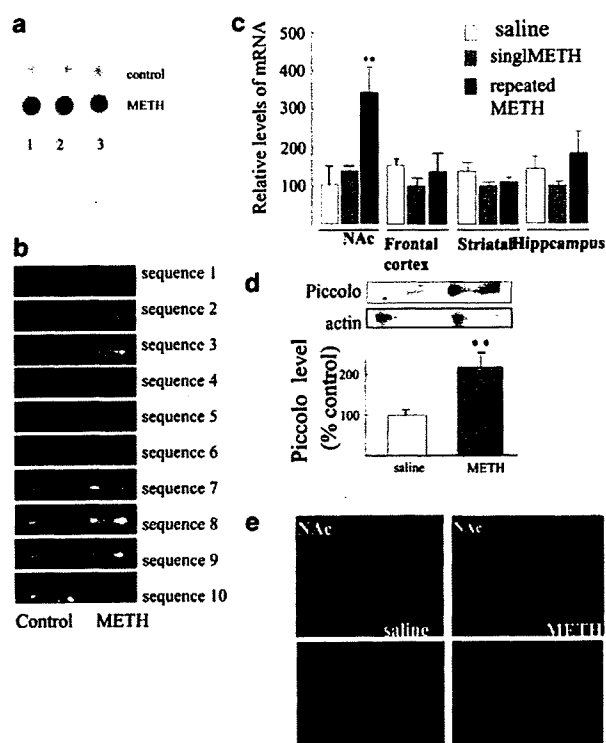 a
control
METH
1 2 3
b
sequence 1
sequence 2
sequence 3
sequence 4
sequence 5
sequence 6
sequence 7
sequence 8
sequence 9
sequence 10
Control METH
c
Relative levels of mRNA
500
400
300
200
100
saline
singlMETH
repeated
METH
**
NAc
Frontal
cortex
Striatal
Hippcampus
d
Piccolo
actin
Piccolo level
(% control)
200
100
**
saline
METH
e
NAc
saline
NAc
METH